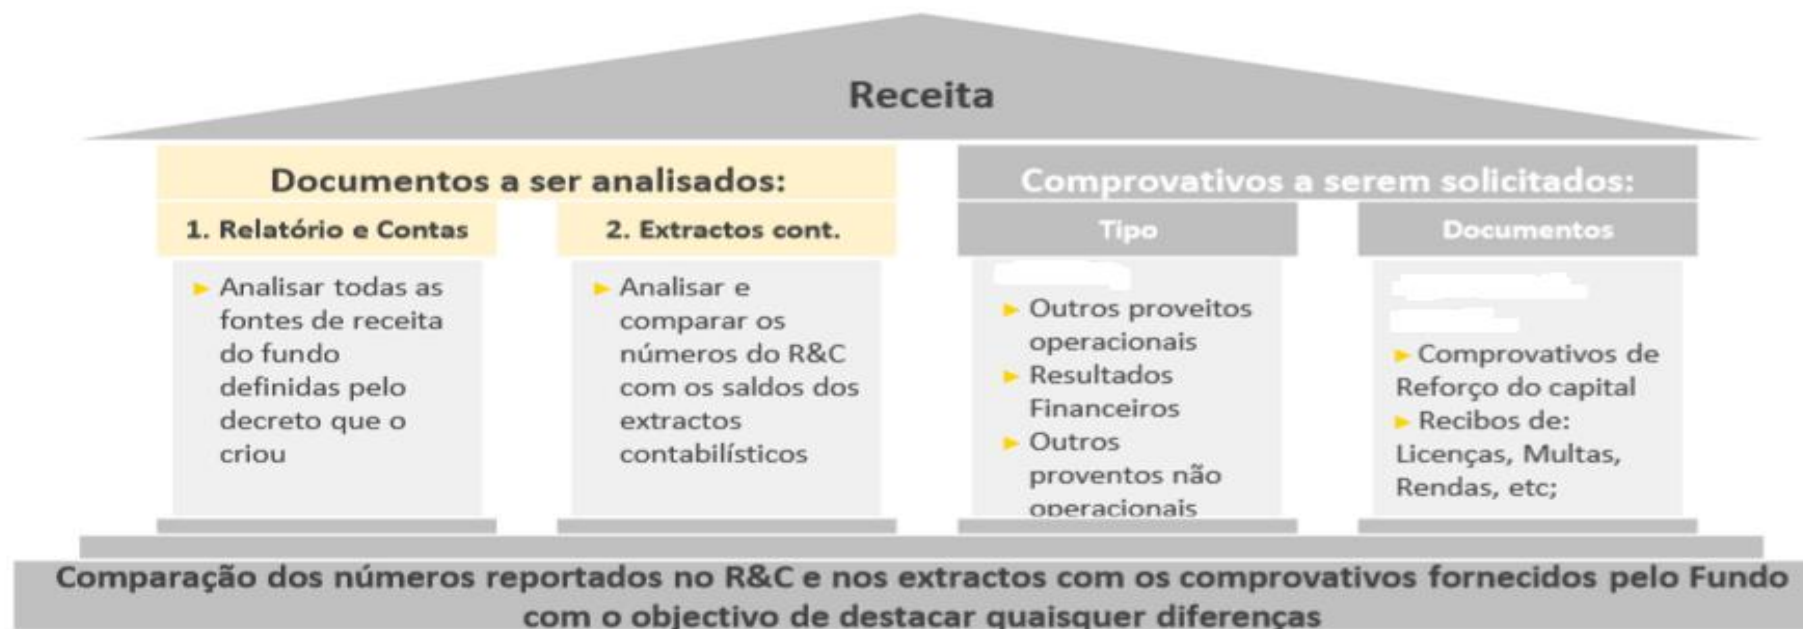 Receita
Documentos a ser analisados:
1. Relatório e Contas
2. Extractos cont.
► Analisar todas as
fontes de receita
do fundo
definidas pelo
decreto que o
criou
► Analisar e
comparar os
números do R&C
com os saldos dos
extractos
contabilísticos
Comprovativos a serem solicitados:
Tipo
Documentos
► Outros proveitos
operacionais
► Resultados
Financeiros
► Outros
proventos não
operacionais
► Comprovativos de
Reforço do capital
► Recibos de:
Licenças, Multas,
Rendas, etc;
Comparação dos números reportados no R&C e nos extractos com os comprovativos fornecidos pelo Fundo
com o objectivo de destacar quaisquer diferenças